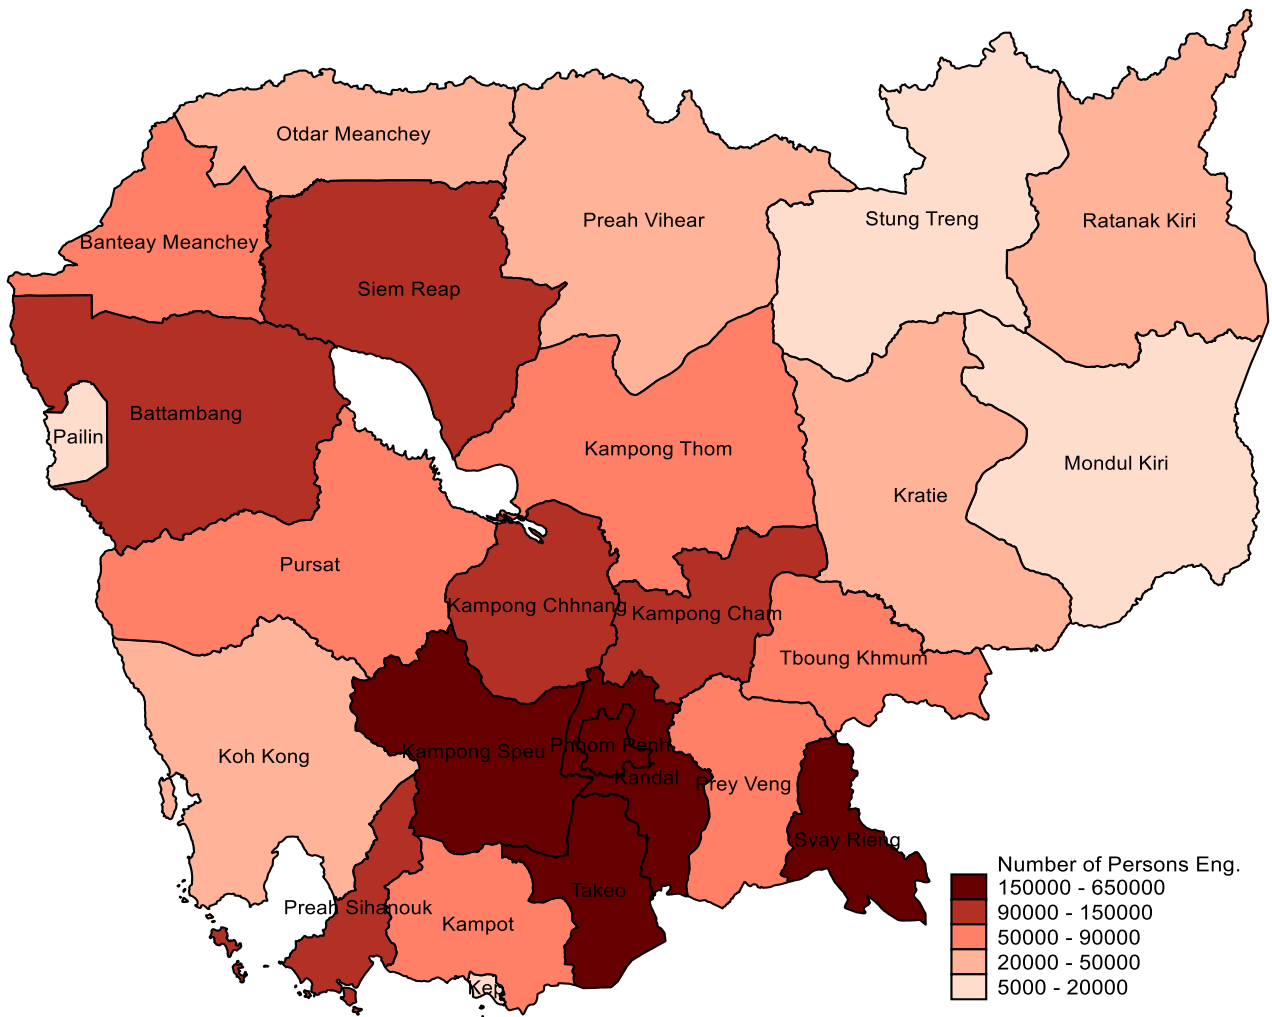 Otdar Meanchey
Preah Vihear
Stung Treng
Ratanak Kiri
Banteay Meanchey
Siem Reap
Battambang
Pailin
Kampong Thom
Mondul Kiri
Kratie
Pursat
Kampong Chhnang
Kampong Cham
Tboung Khmum
Koh Kong
Kampong Speu
Phnom Penh
Kandal
Prey Veng
Svay Rieng
Takeo
Preah Sihanouk
Kampot
Kep
Number of Persons Eng.
150000 - 650000
90000 - 150000
50000 - 90000
20000 - 50000
5000 - 20000